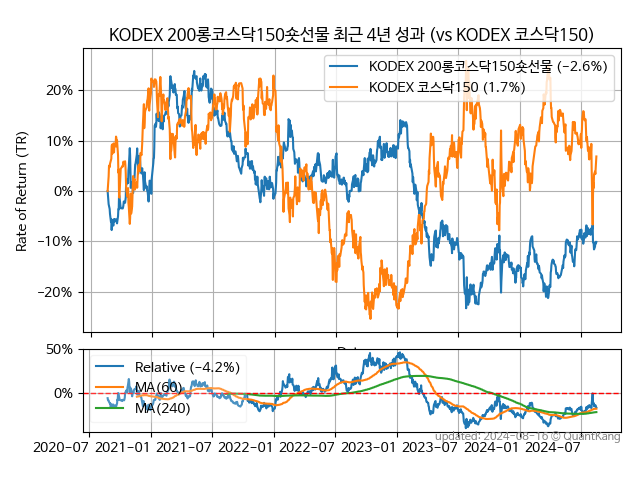 KODEX 200롱코스닥150숏선물 최근 4년 성과 (vs KODEX 코스닥150)
KODEX 200롱코스닥150숏선물 (−2.6%)
KODEX 코스닥150 (1.7%)
Rate of Return (TR)
20%
10%
0%
−10%
−20%
50%
0%
Relative (−4.2%)
MA(60)
MA(240)
2020-07 2021-01 2021-07 2022-01 2022-07 2023-01 2023-07 2024-01 2024-07
updated: 2024-08-16 © QuantKang